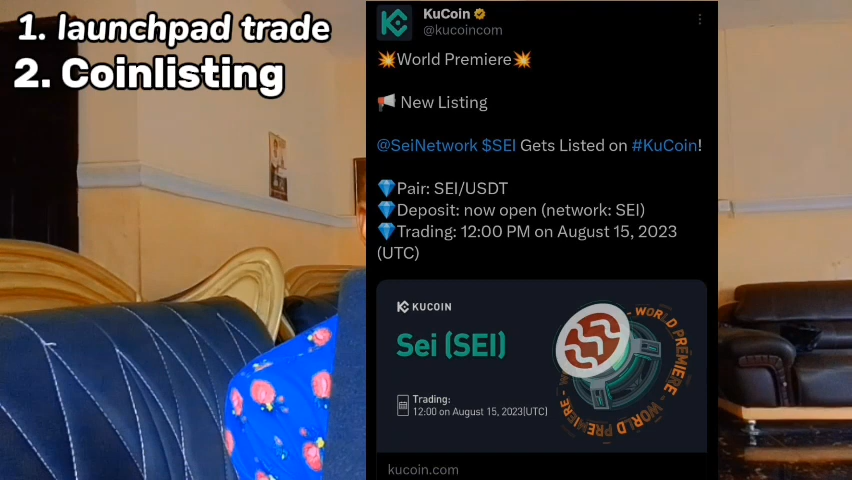 1. launchpad trade
2. Coinlisting
KuCoin
@kucoincom
💥World Premiere💥
📢 New Listing
@SeiNetwork $SEI Gets Listed on #KuCoin!
💎Pair: SEI/USDT
💎Deposit: now open (network: SEI)
💎Trading: 12:00 PM on August 15, 2023
(UTC)
KUCOIN
Sei (SEI)
Trading:
12:00 on August 15, 2023(UTC)
WORLD PREMIERE - WORLD PREMIERE -
kucoin.com